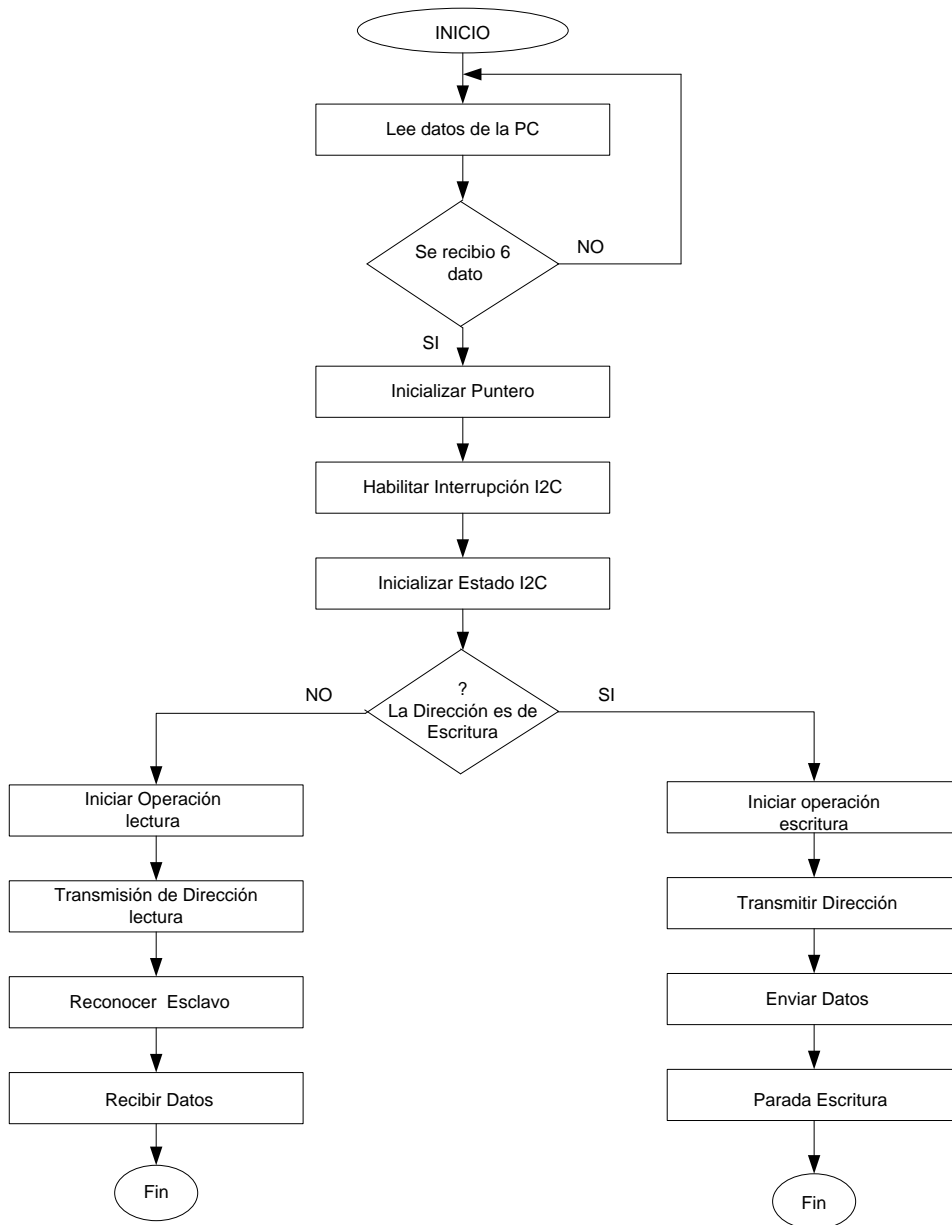 INICIO
Lee datos de la PC
Se recibio 6
dato
NO
SI
Inicializar Puntero
Habilitar Interrupción I2C
Inicializar Estado I2C
?
La Dirección es de
Escritura
NO
SI
Iniciar Operación
lectura
Transmisión de Dirección
lectura
Reconocer Esclavo
Recibir Datos
Fin
Iniciar operación
escritura
Transmitir Dirección
Enviar Datos
Parada Escritura
Fin